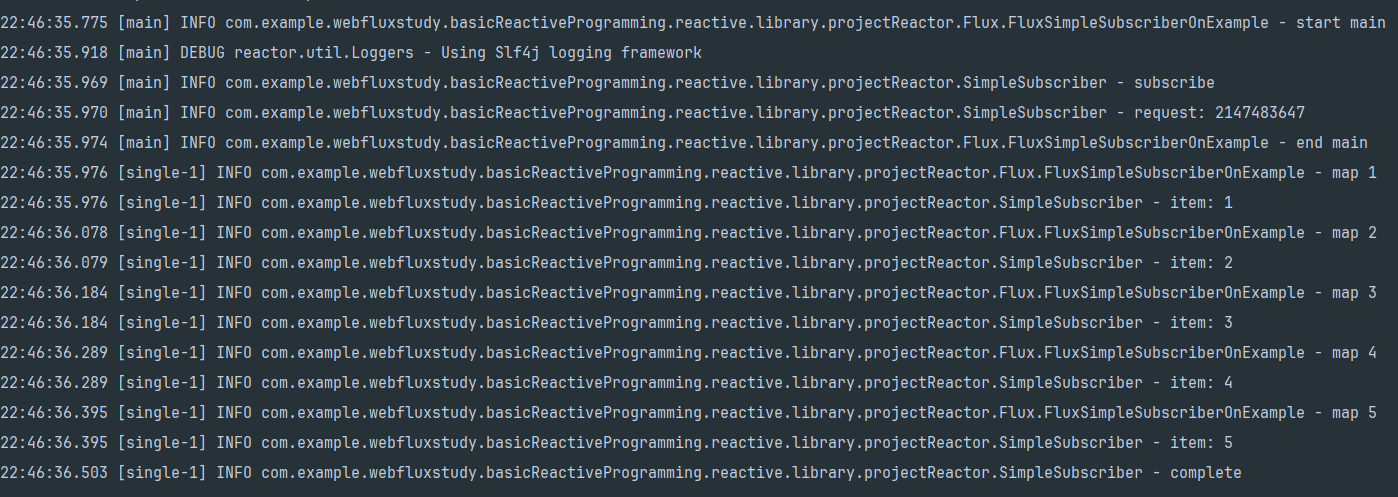 22:46:35.775 [main] INFO com.example.webfluxstudy.basicReactiveProgramming.reactive.library.projectReactor.Flux.FluxSimpleSubscriberOnExample - start main
22:46:35.918 [main] DEBUG reactor.util.Loggers - Using Slf4j logging framework
22:46:35.969 [main] INFO com.example.webfluxstudy.basicReactiveProgramming.reactive.library.projectReactor.SimpleSubscriber - subscribe
22:46:35.970 [main] INFO com.example.webfluxstudy.basicReactiveProgramming.reactive.library.projectReactor.SimpleSubscriber - request: 2147483647
22:46:35.974 [main] INFO com.example.webfluxstudy.basicReactiveProgramming.reactive.library.projectReactor.Flux.FluxSimpleSubscriberOnExample - end main
22:46:35.976 [single-1] INFO com.example.webfluxstudy.basicReactiveProgramming.reactive.library.projectReactor.Flux.FluxSimpleSubscriberOnExample - map 1
22:46:35.976 [single-1] INFO com.example.webfluxstudy.basicReactiveProgramming.reactive.library.projectReactor.SimpleSubscriber - item: 1
22:46:36.078 [single-1] INFO com.example.webfluxstudy.basicReactiveProgramming.reactive.library.projectReactor.Flux.FluxSimpleSubscriberOnExample - map 2
22:46:36.079 [single-1] INFO com.example.webfluxstudy.basicReactiveProgramming.reactive.library.projectReactor.SimpleSubscriber - item: 2
22:46:36.184 [single-1] INFO com.example.webfluxstudy.basicReactiveProgramming.reactive.library.projectReactor.Flux.FluxSimpleSubscriberOnExample - map 3
22:46:36.184 [single-1] INFO com.example.webfluxstudy.basicReactiveProgramming.reactive.library.projectReactor.SimpleSubscriber - item: 3
22:46:36.289 [single-1] INFO com.example.webfluxstudy.basicReactiveProgramming.reactive.library.projectReactor.Flux.FluxSimpleSubscriberOnExample - map 4
22:46:36.289 [single-1] INFO com.example.webfluxstudy.basicReactiveProgramming.reactive.library.projectReactor.SimpleSubscriber - item: 4
22:46:36.395 [single-1] INFO com.example.webfluxstudy.basicReactiveProgramming.reactive.library.projectReactor.Flux.FluxSimpleSubscriberOnExample - map 5
22:46:36.395 [single-1] INFO com.example.webfluxstudy.basicReactiveProgramming.reactive.library.projectReactor.SimpleSubscriber - item: 5
22:46:36.503 [single-1] INFO com.example.webfluxstudy.basicReactiveProgramming.reactive.library.projectReactor.SimpleSubscriber - complete